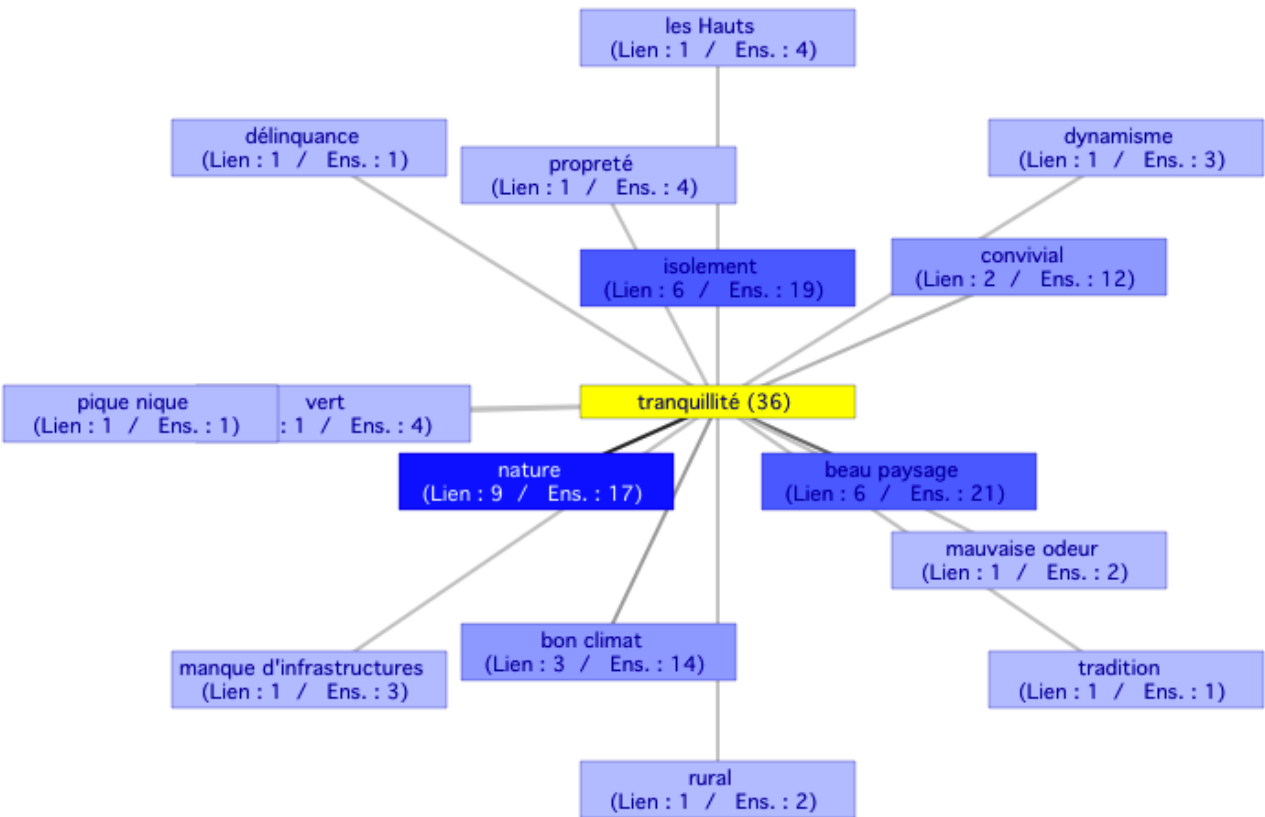 les Hauts
(Lien : 1 / Ens. : 4)
délinquance
(Lien : 1 / Ens. : 1)
dynamisme
(Lien : 1 / Ens. : 3)
propreté
(Lien : 1 / Ens. : 4)
convivial
(Lien : 2 / Ens. : 12)
isolement
(Lien : 6 / Ens. : 19)
pique nique
(Lien : 1 / Ens. : 1)
vert
: 1 / Ens. : 4)
tranquillité (36)
nature
(Lien : 9 / Ens. : 17)
beau paysage
(Lien : 6 / Ens. : 21)
mauvaise odeur
(Lien : 1 / Ens. : 2)
bon climat
(Lien : 3 / Ens. : 14)
manque d'infrastructures
(Lien : 1 / Ens. : 3)
tradition
(Lien : 1 / Ens. : 1)
rural
(Lien : 1 / Ens. : 2)